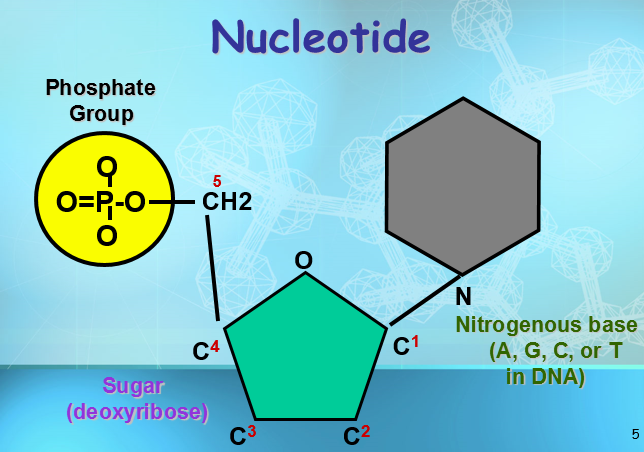 Nucleotide
Phosphate
Group
O
O=P-O
O
5
CH2
O
N
Nitrogenous base
(A, G, C, or T
in DNA)
C4
C1
Sugar
(deoxyribose)
C3
C2
5